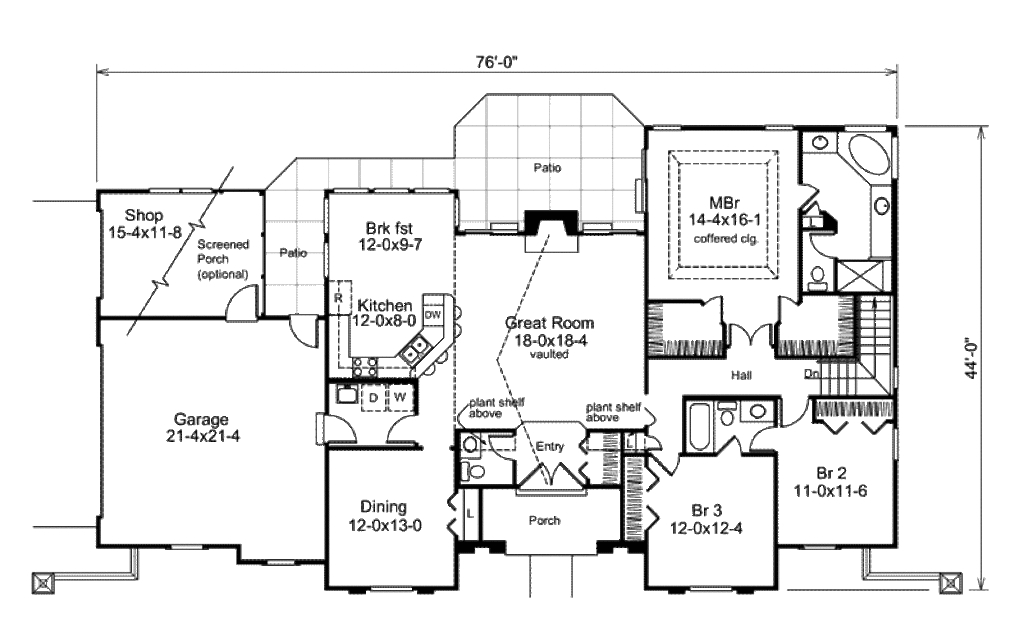 76'-0"
Patio
Shop
15-4x11-8
Screened
Porch
(optional)
Patio
Brk fst
12-0x9-7
MBr
14-4x16-1
coffered clg.
R
Kitchen
12-0x8-0
DW
Great Room
18-0x18-4
vaulted
44'-0"
Hall
Dn
D
W
plant shelf
above
plant shelf
above
Garage
21-4x21-4
Entry
L
L
Br 2
11-0x11-6
Dining
12-0x13-0
L
Porch
Br 3
12-0x12-4